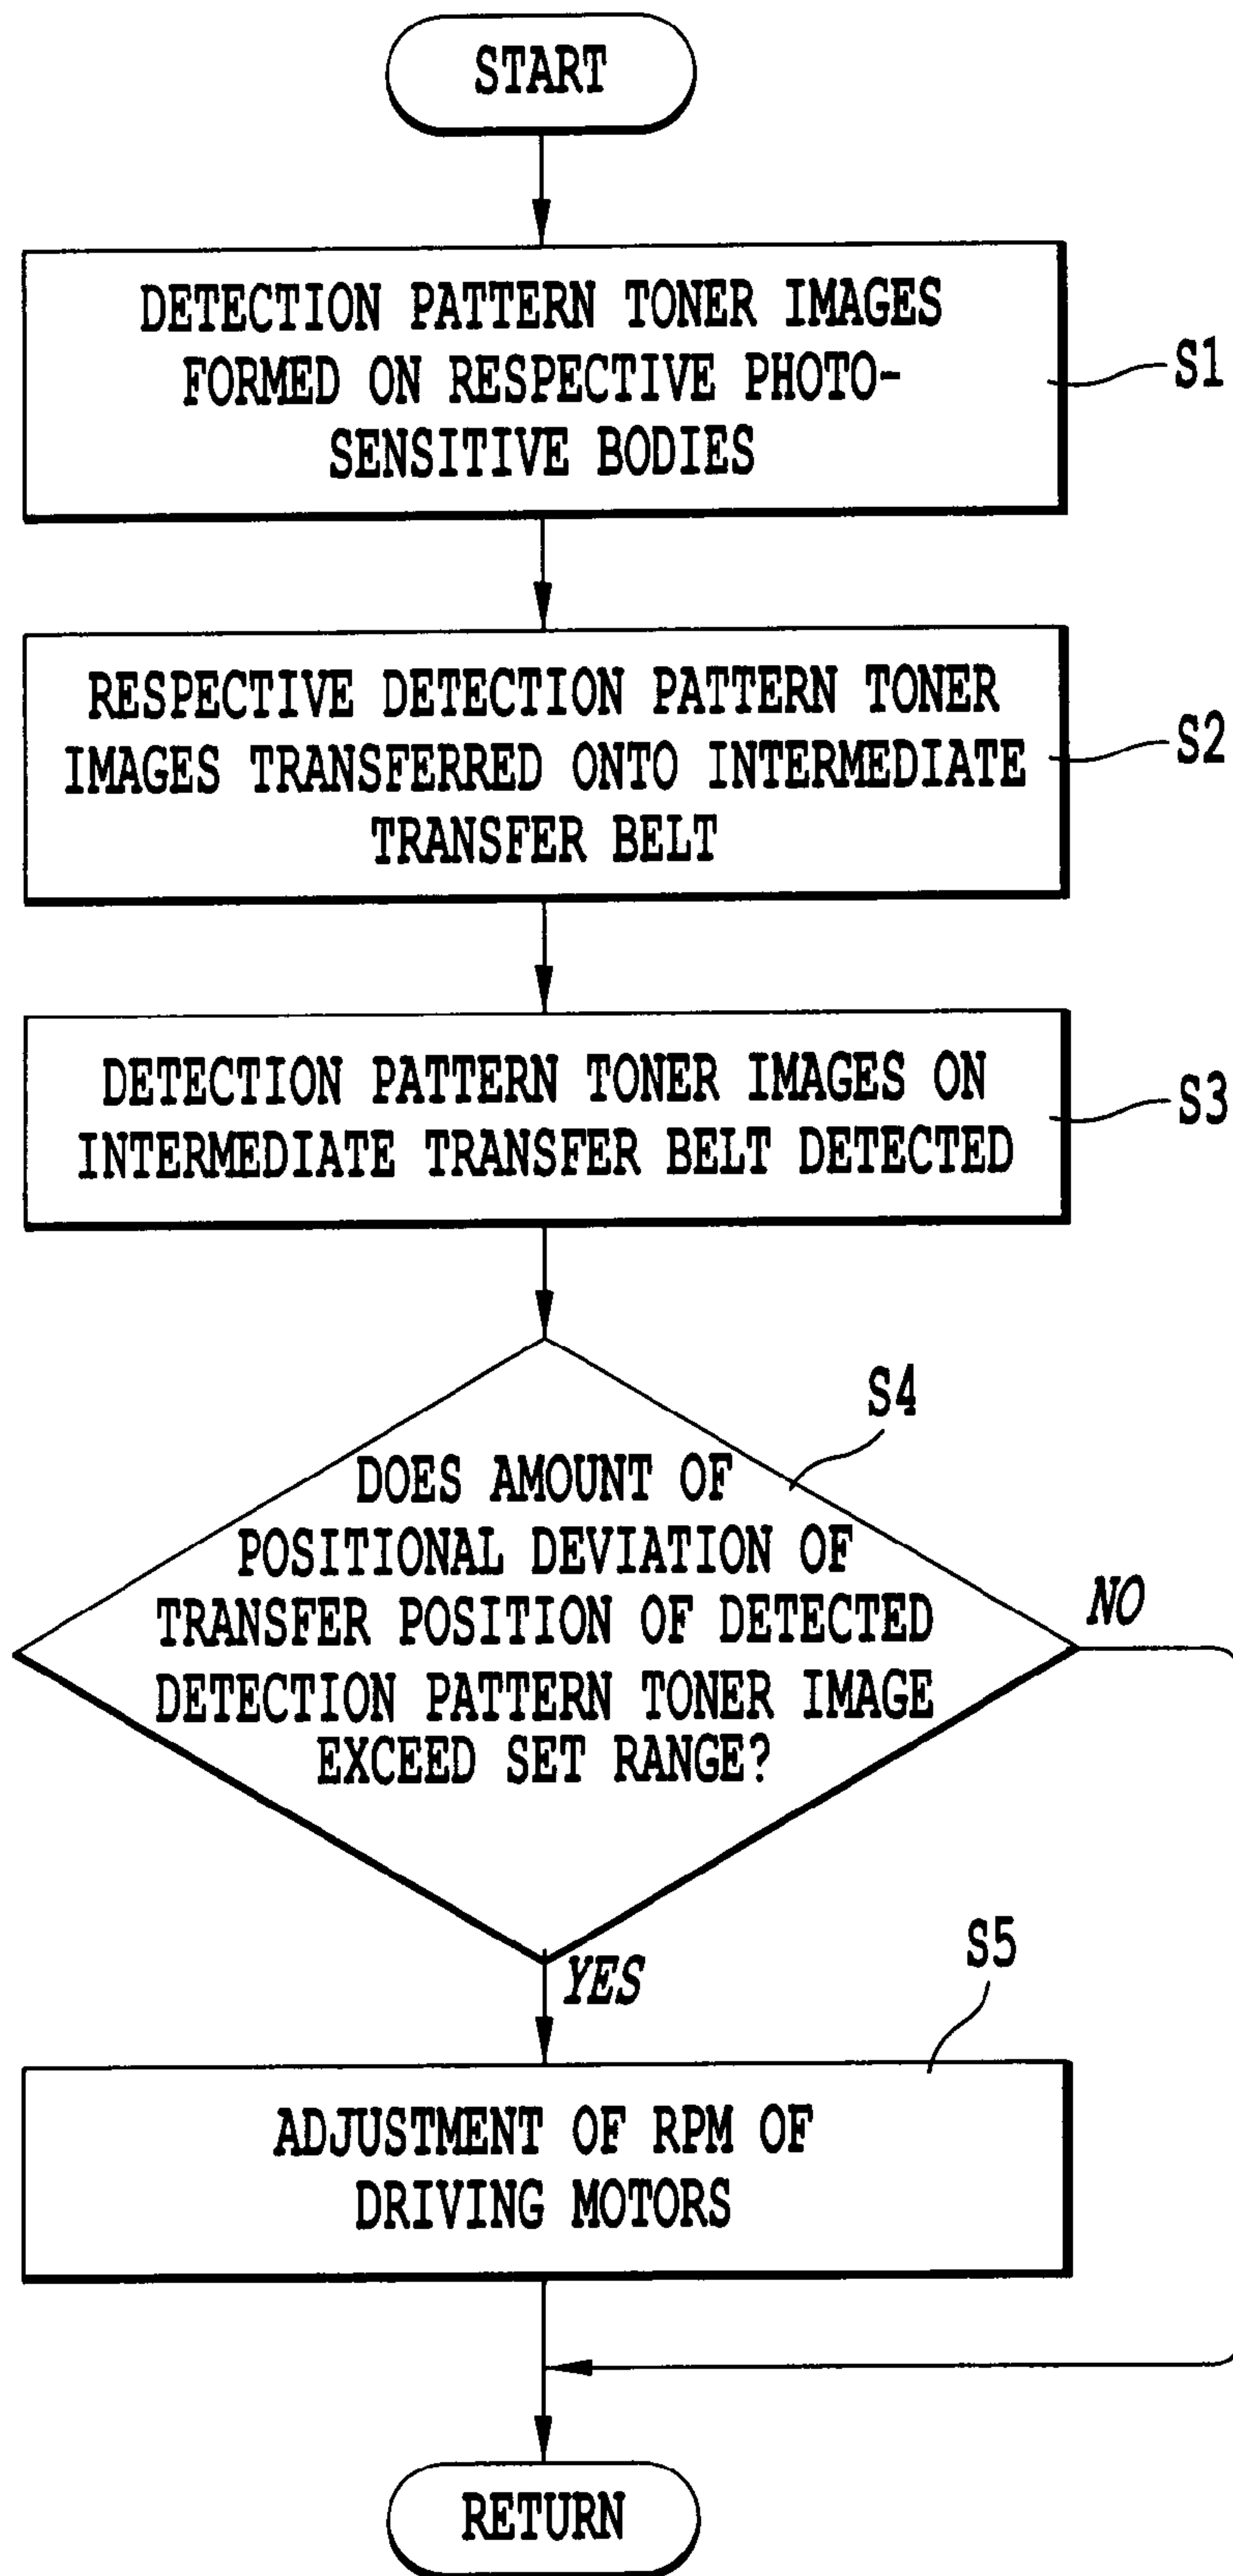 START
DETECTION PATTERN TONER IMAGES
FORMED ON RESPECTIVE PHOTO-
SENSITIVE BODIES
S1
RESPECTIVE DETECTION PATTERN TONER
IMAGES TRANSFERRED ONTO INTERMEDIATE
TRANSFER BELT
S2
DETECTION PATTERN TONER IMAGES ON
INTERMEDIATE TRANSFER BELT DETECTED
S3
S4
DOES AMOUNT OF
POSITIONAL DEVIATION OF
TRANSFER POSITION OF DETECTED
DETECTION PATTERN TONER IMAGE
EXCEED SET RANGE?
NO
YES
S5
ADJUSTMENT OF RPM OF
DRIVING MOTORS
RETURN